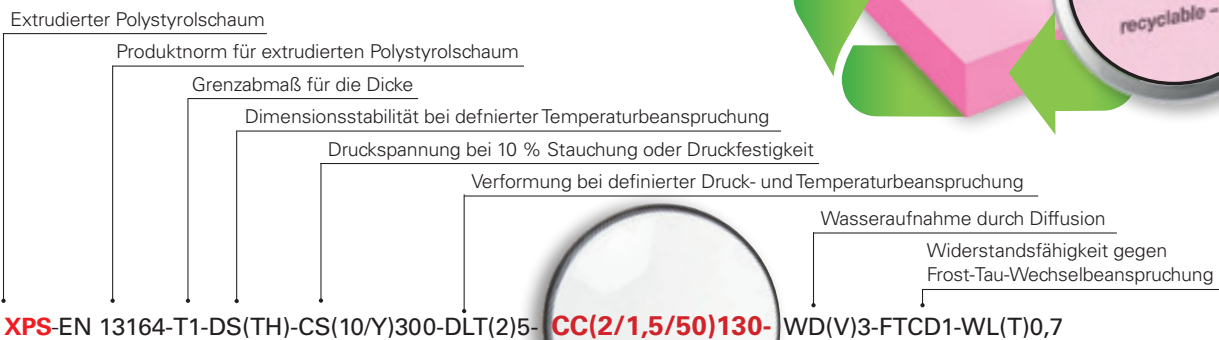 Extrudierter Polystyrolschaum
recyclable –
Produktnorm für extrudierten Polystyrolschaum
Grenzabmaß für die Dicke
Dimensionsstabilität bei defnierter Temperaturbeanspruchung
Druckspannung bei 10 % Stauchung oder Druckfestigkeit
Verformung bei definierter Druck- und Temperaturbeanspruchung
Wasseraufnahme durch Diffusion
Widerstandsfähigkeit gegen
Frost-Tau-Wechselbeanspruchung
XPS-EN 13164-T1-DS(TH)-CS(10/Y)300-DLT(2)5- CC(2/1,5/50)130- WD(V)3-FTCD1-WL(T)0,7